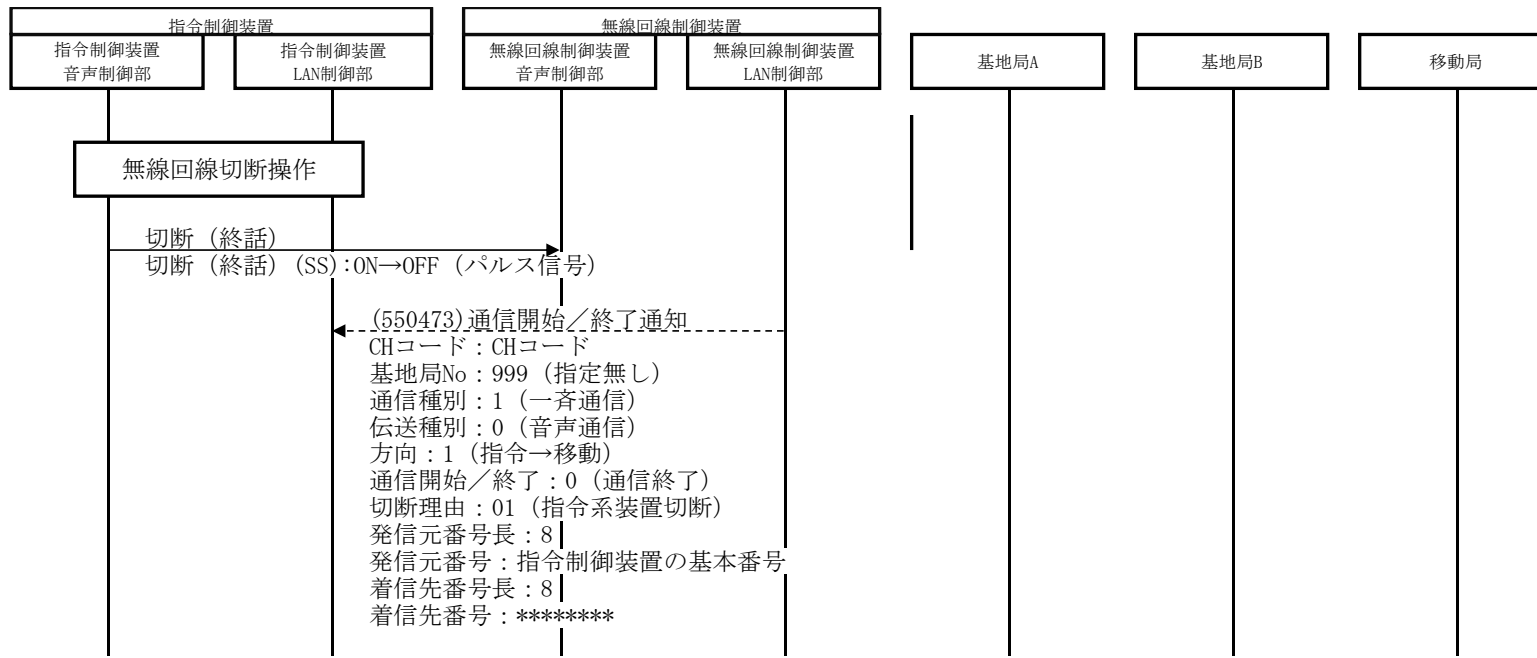 指令制御装置
無線回線制御装置
指令制御装置
音声制御部
指令制御装置
LAN制御部
無線回線制御装置
音声制御部
無線回線制御装置
LAN制御部
基地局A
基地局B
移動局
無線回線切断操作
切断（終話）
切断（終話）(SS):ON→OFF（パルス信号）
(550473)通信開始／終了通知
CHコード：CHコード
基地局No：999（指定無し）
通信種別：1（一斉通信）
伝送種別：0（音声通信）
方向：1（指令→移動）
通信開始／終了：0（通信終了）
切断理由：01（指令系装置切断）
発信元番号長：8
発信元番号：指令制御装置の基本番号
着信先番号長：8
着信先番号：********